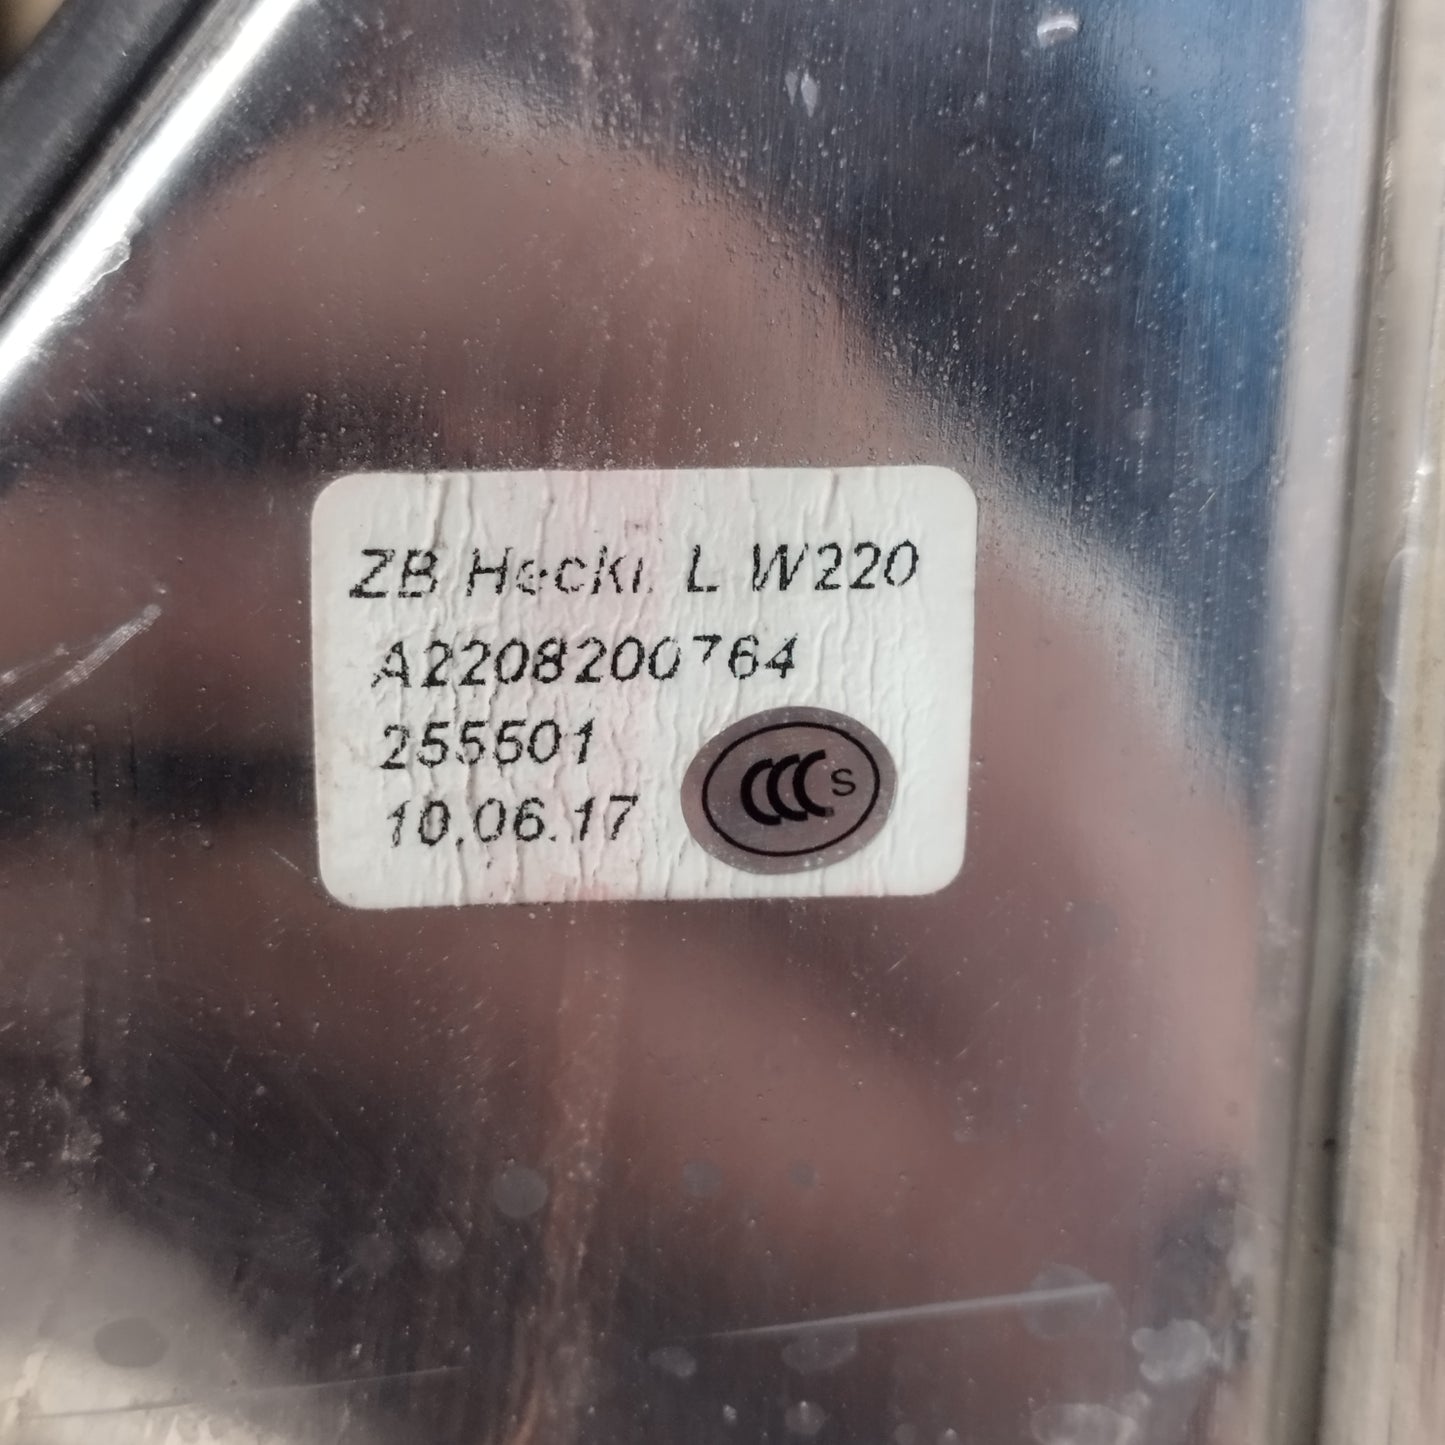 ZB Heckl. L W220
A2208200764
255501
10.06.17
CCC S